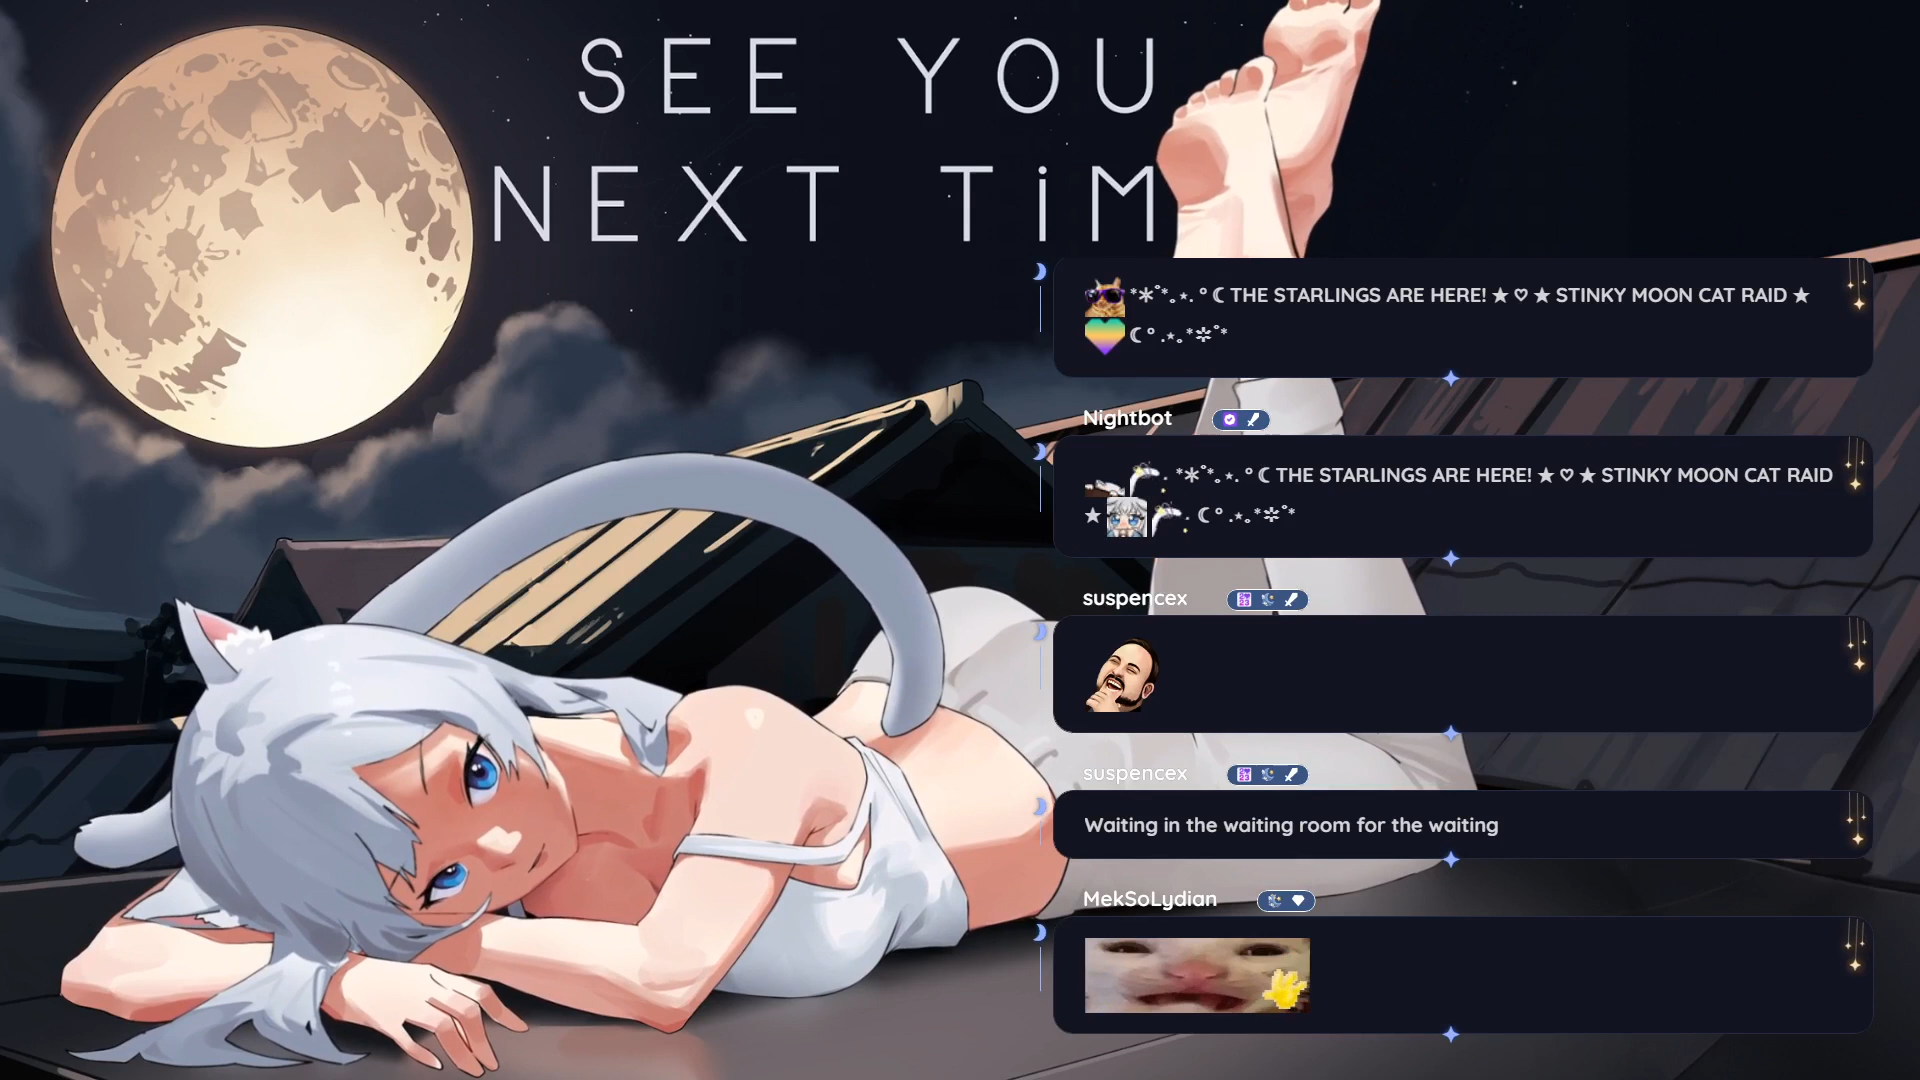 SEE YOU
NEXT TiM
*✲˚*｡⋆. ° ☾ THE STARLINGS ARE HERE! ★ ♡ ★ STINKY MOON CAT RAID ★
☾ ° .⋆｡*✲˚*
Nightbot
. *✲˚*｡⋆. ° ☾ THE STARLINGS ARE HERE! ★ ♡ ★ STINKY MOON CAT RAID
★ . ☾ ° .⋆｡*✲˚*
suspencex
suspencex
Waiting in the waiting room for the waiting
MekSoLydian